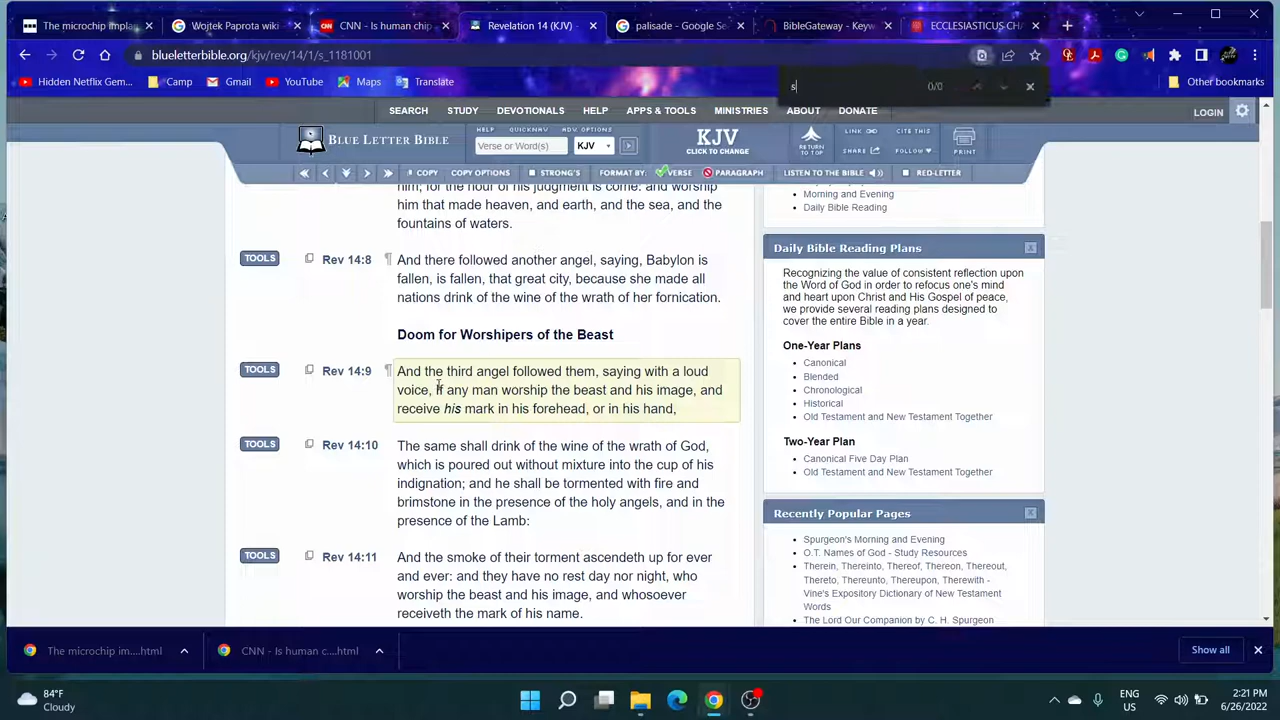 The microchip impla
Wojtek Paprota wiki
CNN - Is human chip
Revelation 14 (KJV) -
palisade - Google Se
BibleGateway - Keyw
ECCLESIASTICUS CHA
blueletterbible.org/kjv/rev/14/1/s_1181001
Hidden Netflix Gem...
Camp
Gmail
YouTube
Maps
Translate
Other bookmarks
s
0/0
SEARCH
STUDY
DEVOTIONALS
HELP
APPS & TOOLS
MINISTRIES
ABOUT
DONATE
LOGIN
BLUE LETTER BIBLE
HELP
QUICKNAV
ADV. OPTIONS
Verse or Word(s)
KJV
KJV
CLICK TO CHANGE
RETURN
TO TOP
LINK
SHARE
CITE THIS
FOLLOW
PRINT
COPY
COPY OPTIONS
STRONG'S
FORMAT BY:
VERSE
PARAGRAPH
LISTEN TO THE BIBLE
RED-LETTER
him; for the hour of his judgment is come: and worship
him that made heaven, and earth, and the sea, and the
fountains of waters.
TOOLS
Rev 14:8
¶
And there followed another angel, saying, Babylon is
fallen, is fallen, that great city, because she made all
nations drink of the wine of the wrath of her fornication.
Doom for Worshipers of the Beast
TOOLS
Rev 14:9
¶
And the third angel followed them, saying with a loud
voice, If any man worship the beast and his image, and
receive his mark in his forehead, or in his hand,
TOOLS
Rev 14:10
The same shall drink of the wine of the wrath of God,
which is poured out without mixture into the cup of his
indignation; and he shall be tormented with fire and
brimstone in the presence of the holy angels, and in the
presence of the Lamb:
TOOLS
Rev 14:11
And the smoke of their torment ascendeth up for ever
and ever: and they have no rest day nor night, who
worship the beast and his image, and whosoever
receiveth the mark of his name.
Morning and Evening
Daily Bible Reading
Daily Bible Reading Plans
X
Recognizing the value of consistent reflection upon
the Word of God in order to refocus one's mind
and heart upon Christ and His Gospel of peace,
we provide several reading plans designed to
cover the entire Bible in a year.
One-Year Plans
Canonical
Blended
Chronological
Historical
Old Testament and New Testament Together
Two-Year Plan
Canonical Five Day Plan
Old Testament and New Testament Together
Recently Popular Pages
X
Spurgeon's Morning and Evening
O.T. Names of God - Study Resources
Therein, Thereinto, Thereof, Thereon, Thereout,
Thereto, Thereunto, Thereupon, Therewith -
Vine's Expository Dictionary of New Testament
Words
The Lord Our Companion by C. H. Spurgeon
The microchip im....html
CNN - Is human c....html
Show all
84°F
Cloudy
ENG
US
2:21 PM
6/26/2022